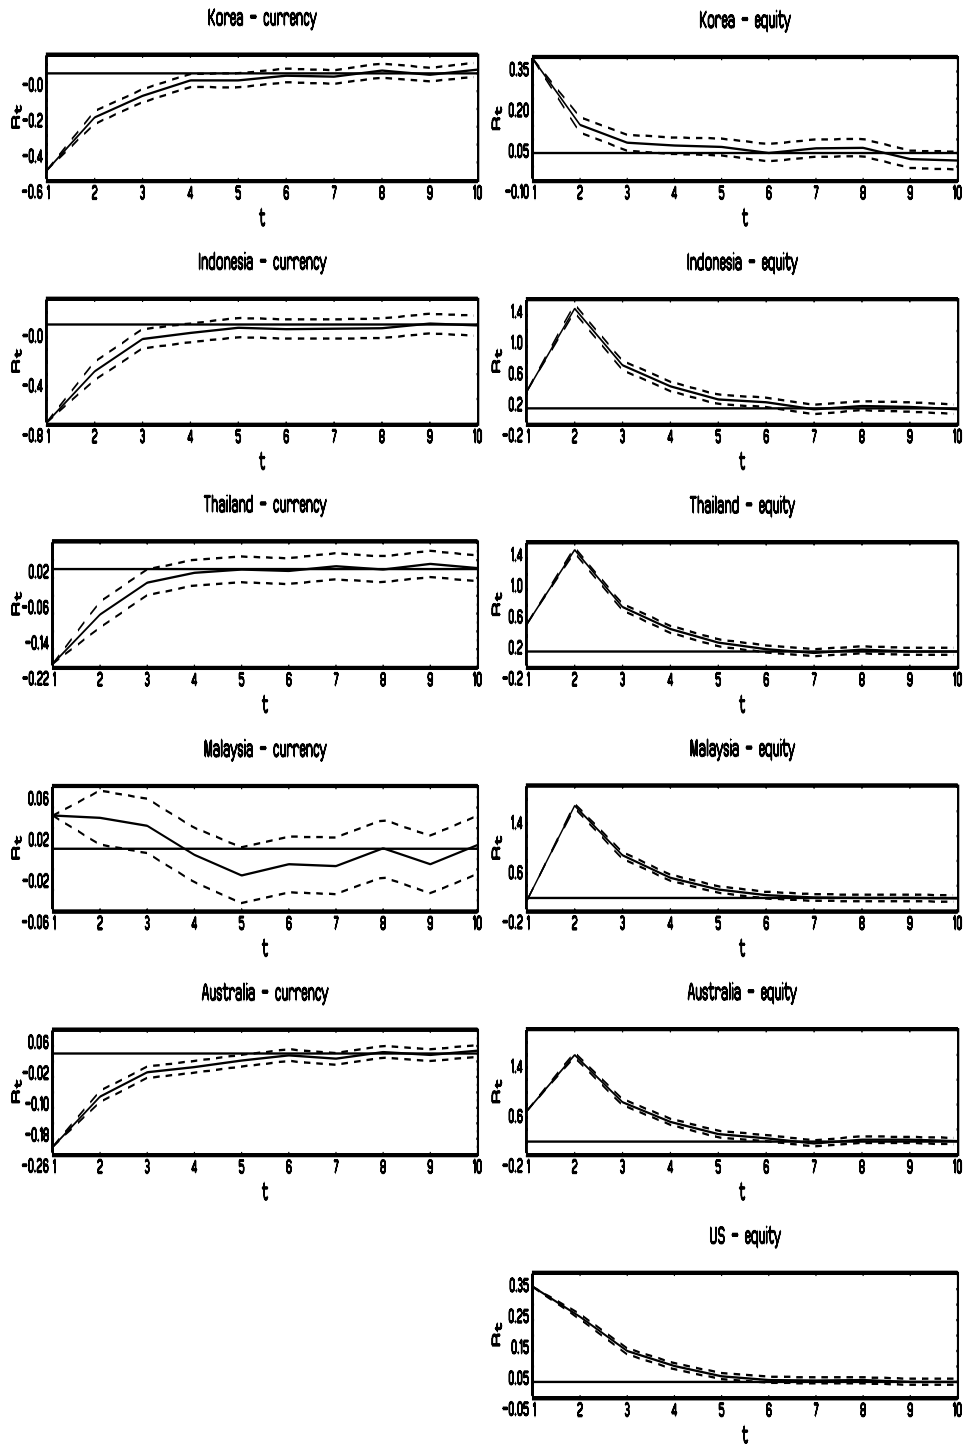 Korea - currency
-0.0
-0.2
-0.4
-0.6
Rt
1 2 3 4 5 6 7 8 9 10
t
Korea - equity
0.35
0.20
0.05
-0.10
Rt
1 2 3 4 5 6 7 8 9 10
t
Indonesia - currency
-0.0
-0.4
-0.8
Rt
1 2 3 4 5 6 7 8 9 10
t
Indonesia - equity
1.4
1.0
0.6
0.2
-0.2
Rt
1 2 3 4 5 6 7 8 9 10
t
Thailand - currency
0.02
-0.06
-0.14
-0.22
Rt
1 2 3 4 5 6 7 8 9 10
t
Thailand - equity
1.4
1.0
0.6
0.2
-0.2
Rt
1 2 3 4 5 6 7 8 9 10
t
Malaysia - currency
0.06
0.02
-0.02
-0.06
Rt
1 2 3 4 5 6 7 8 9 10
t
Malaysia - equity
1.4
0.6
-0.2
Rt
1 2 3 4 5 6 7 8 9 10
t
Australia - currency
0.06
-0.02
-0.10
-0.18
-0.26
Rt
1 2 3 4 5 6 7 8 9 10
t
Australia - equity
1.4
0.6
-0.2
Rt
1 2 3 4 5 6 7 8 9 10
t
US - equity
0.35
0.25
0.15
0.05
-0.05
Rt
1 2 3 4 5 6 7 8 9 10
t